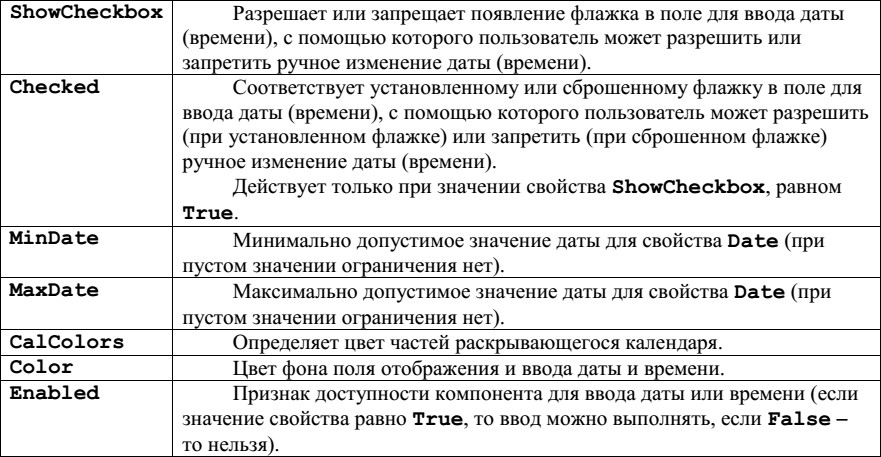 ShowCheckbox Разрешает или запрещает появление флажка в поле для ввода даты
(времени), с помощью которого пользователь может разрешить или
запретить ручное изменение даты (времени).
Checked Соответствует установленному или сброшенному флажку в поле для
ввода даты (времени), с помощью которого пользователь может разрешить
(при установленном флажке) или запретить (при сброшенном флажке)
ручное изменение даты (времени).
Действует только при значении свойства ShowCheckbox, равном
True.
MinDate Минимально допустимое значение даты для свойства Date (при
пустом значении ограничения нет).
MaxDate Максимально допустимое значение даты для свойства Date (при
пустом значении ограничения нет).
CalColors Определяет цвет частей раскрывающегося календаря.
Color Цвет фона поля отображения и ввода даты и времени.
Enabled Признак доступности компонента для ввода даты или времени (если
значение свойства равно True, то ввод можно выполнять, если False –
то нельзя).